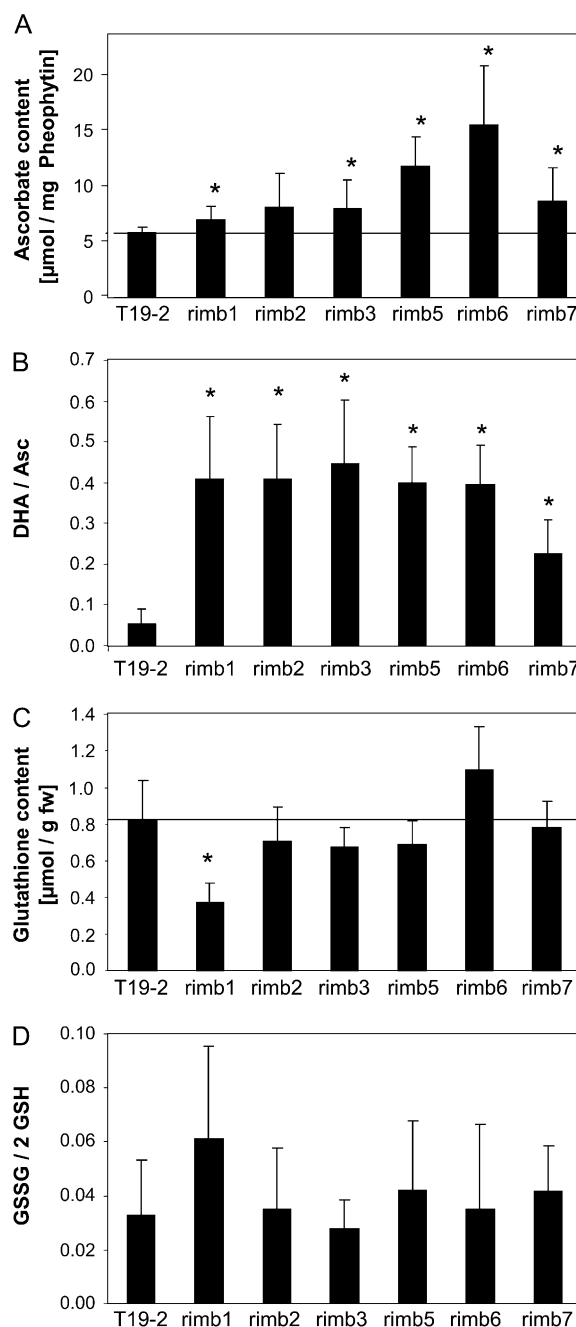 A
Ascorbate content
[µmol / mg Pheophytin]
20
15
10
5
0
*
*
*
*
*
T19-2 rimb1 rimb2 rimb3 rimb5 rimb6 rimb7
B
DHA / Asc
0.7
0.6
0.5
0.4
0.3
0.2
0.1
0.0
*
*
*
*
*
*
T19-2 rimb1 rimb2 rimb3 rimb5 rimb6 rimb7
C
Glutathione content
[µmol / g fw]
1.4
1.2
1.0
0.8
0.6
0.4
0.2
0.0
*
T19-2 rimb1 rimb2 rimb3 rimb5 rimb6 rimb7
D
GSSG / 2 GSH
0.10
0.08
0.06
0.04
0.02
0.00
T19-2 rimb1 rimb2 rimb3 rimb5 rimb6 rimb7